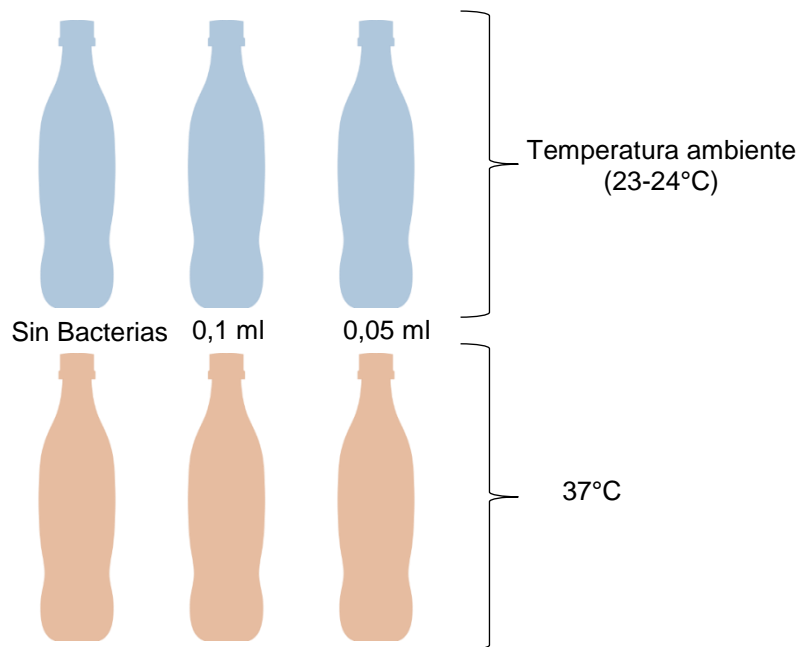 Temperatura ambiente
(23-24°C)
Sin Bacterias 0,1 ml 0,05 ml
37°C